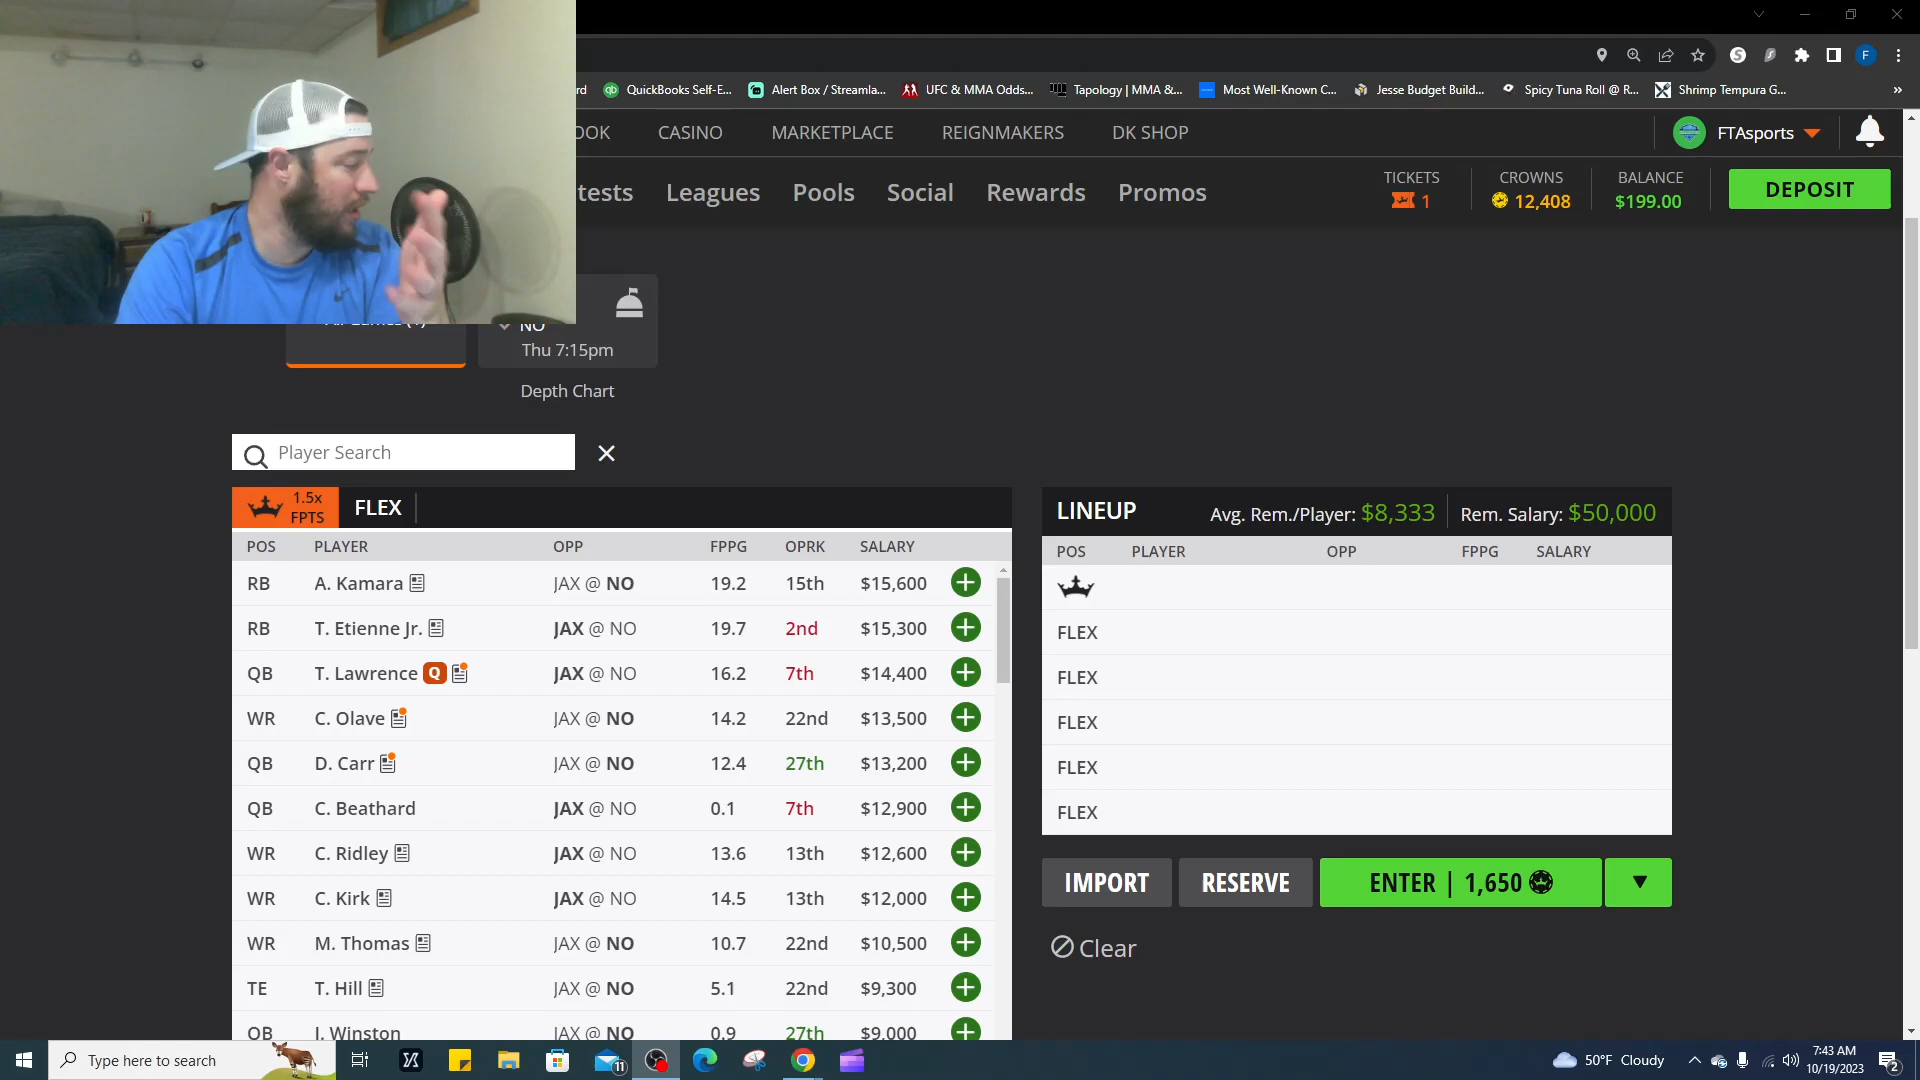 rd QuickBooks Self-E... Alert Box / Streamla... UFC & MMA Odds... Tapology | MMA &... Most Well-Known C... Jesse Budget Build... Spicy Tuna Roll @ R... Shrimp Tempura G... »
F
OOK CASINO MARKETPLACE REIGNMAKERS DK SHOP FTAsports
tests Leagues Pools Social Rewards Promos
TICKETS CROWNS BALANCE DEPOSIT
1 12,408 $199.00
NO
Thu 7:15pm
Depth Chart
Player Search
1.5x
FPTS
FLEX
POS PLAYER OPP FPPG OPRK SALARY
RB A. Kamara JAX @ NO 19.2 15th $15,600
RB T. Etienne Jr. JAX @ NO 19.7 2nd $15,300
QB T. Lawrence Q JAX @ NO 16.2 7th $14,400
WR C. Olave JAX @ NO 14.2 22nd $13,500
QB D. Carr JAX @ NO 12.4 27th $13,200
QB C. Beathard JAX @ NO 0.1 7th $12,900
WR C. Ridley JAX @ NO 13.6 13th $12,600
WR C. Kirk JAX @ NO 14.5 13th $12,000
WR M. Thomas JAX @ NO 10.7 22nd $10,500
TE T. Hill JAX @ NO 5.1 22nd $9,300
QB J. Winston JAX @ NO 0.9 27th $9,000
LINEUP Avg. Rem./Player: $8,333 Rem. Salary: $50,000
POS PLAYER OPP FPPG SALARY
FLEX
FLEX
FLEX
FLEX
FLEX
IMPORT RESERVE ENTER | 1,650
Clear
Type here to search
11
50°F Cloudy
7:43 AM
10/19/2023
2